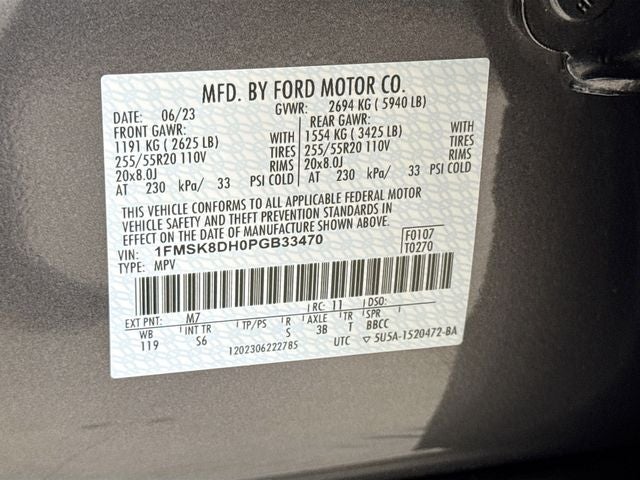 MFD. BY FORD MOTOR CO.
DATE: 06/23 GVWR: 2694 KG ( 5940 LB)
FRONT GAWR: REAR GAWR:
1191 KG ( 2625 LB) WITH 1554 KG ( 3425 LB) WITH
255/55R20 110V TIRES 255/55R20 110V TIRES
20x8.0J RIMS 20x8.0J RIMS
AT 230 kPa/ 33 PSI COLD AT 230 kPa/ 33 PSI COLD
THIS VEHICLE CONFORMS TO ALL APPLICABLE FEDERAL MOTOR
VEHICLE SAFETY AND THEFT PREVENTION STANDARDS IN
EFFECT ON THE DATE OF MANUFACTURE SHOWN ABOVE.
VIN: 1FMSK8DH0PGB33470 F0107
TYPE: MPV T0270
EXT PNT: M7 RC: 11 DSO:
WB INT TR TP/PS R AXLE TR SPR
119 S6 S 3B T BBCC
1202306222785 UTC ▽ 5U5A-1520472-BA